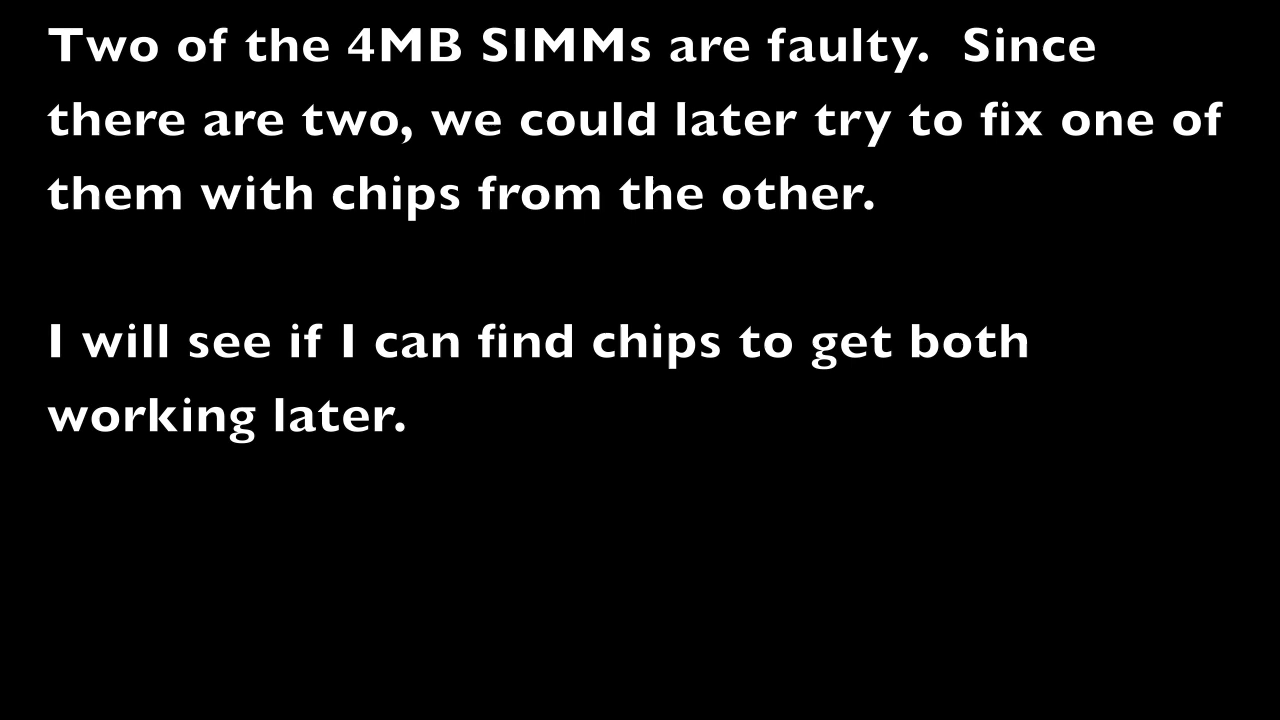 Two of the 4MB SIMMs are faulty.  Since
there are two, we could later try to fix one of
them with chips from the other.
I will see if I can find chips to get both
working later.